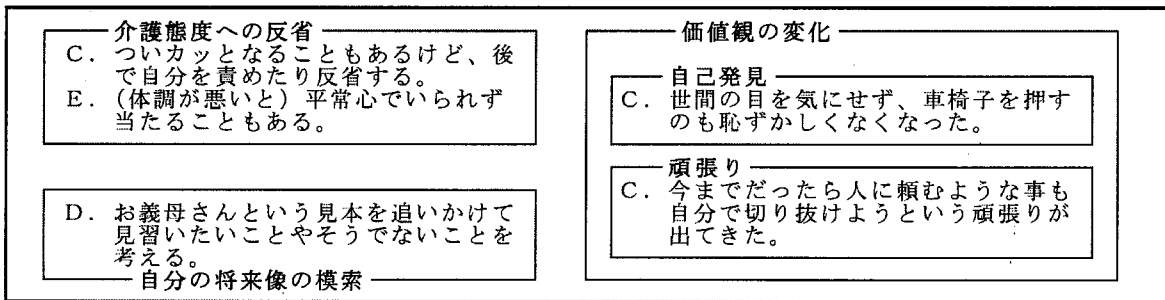 介護態度への反省
C. ついカッとなることもあるけど、後
で自分を責めたり反省する。
E. (体調が悪いと)平常心でいられず
当たることもある。
D. お義母さんという見本を追いかけて
見習いたいことやそうでないことを
考える。
自分の将来像の模索
価値観の変化
自己発見
C. 世間の目を気にせず、車椅子を押す
のも恥ずかしくなくなった。
頑張り
C. 今までだったら人に頼むような事も
自分で切り抜けようという頑張りが
出てきた。